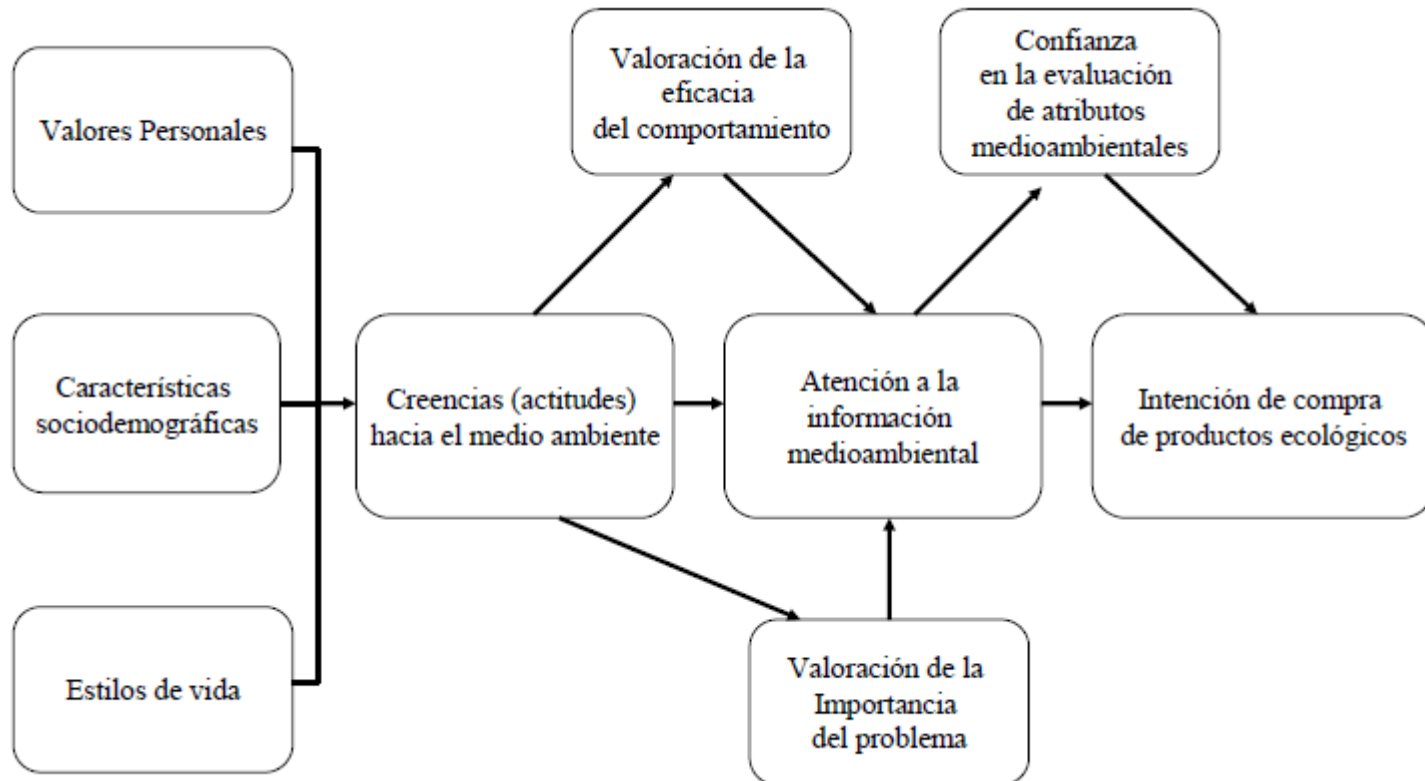 Valores Personales
Características
sociodemográficas
Estilos de vida
Creencias (actitudes)
hacia el medio ambiente
Valoración de la
eficacia
del comportamiento
Valoración de la
Importancia
del problema
Atención a la
información
medioambiental
Confianza
en la evaluación
de atributos
medioambientales
Intención de compra
de productos ecológicos